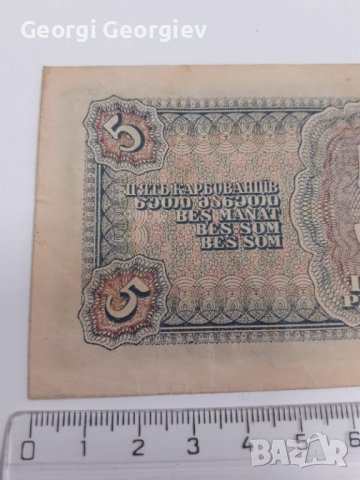 Georgi Georgiev
5
ПЯТЬ КАРБОВАНЦІВ
BES MANAT
BES SOM
BES SOM
5
0 1 2 3 4 5 6
BAZAR